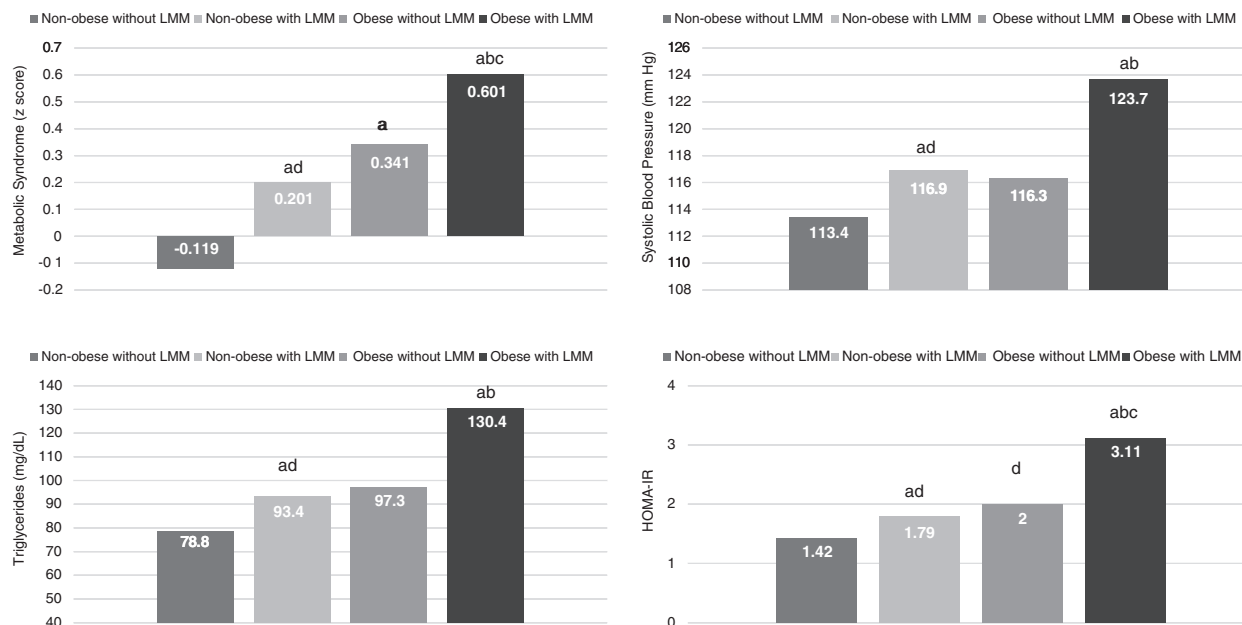 Non-obese without LMM Non-obese with LMM Obese without LMM Obese with LMM
Metabolic Syndrome (z score)
0.7
0.6
0.5
0.4
0.3
0.2
0.1
0
-0 1
-0.2
-0.119
ad
0.201
a
0.341
abc
0.601
Non-obese without LMM Non-obese with LMM Obese without LMM Obese with LMM
Systolic Blood Pressure (mm Hg)
126
124
122
120
118
116
114
112
110
108
113.4
ad
116.9
116.3
ab
123.7
Non-obese without LMM Non-obese with LMM Obese without LMM Obese with LMM
Triglycerides (mg/dL)
140
130
120
110
100
90
80
70
60
50
40
78.8
ad
93.4
97.3
ab
130.4
Non-obese without LMM Non-obese with LMM Obese without LMM Obese with LMM
HOMA-IR
4
3
2
1
0
1.42
ad
1.79
d
2
abc
3.11